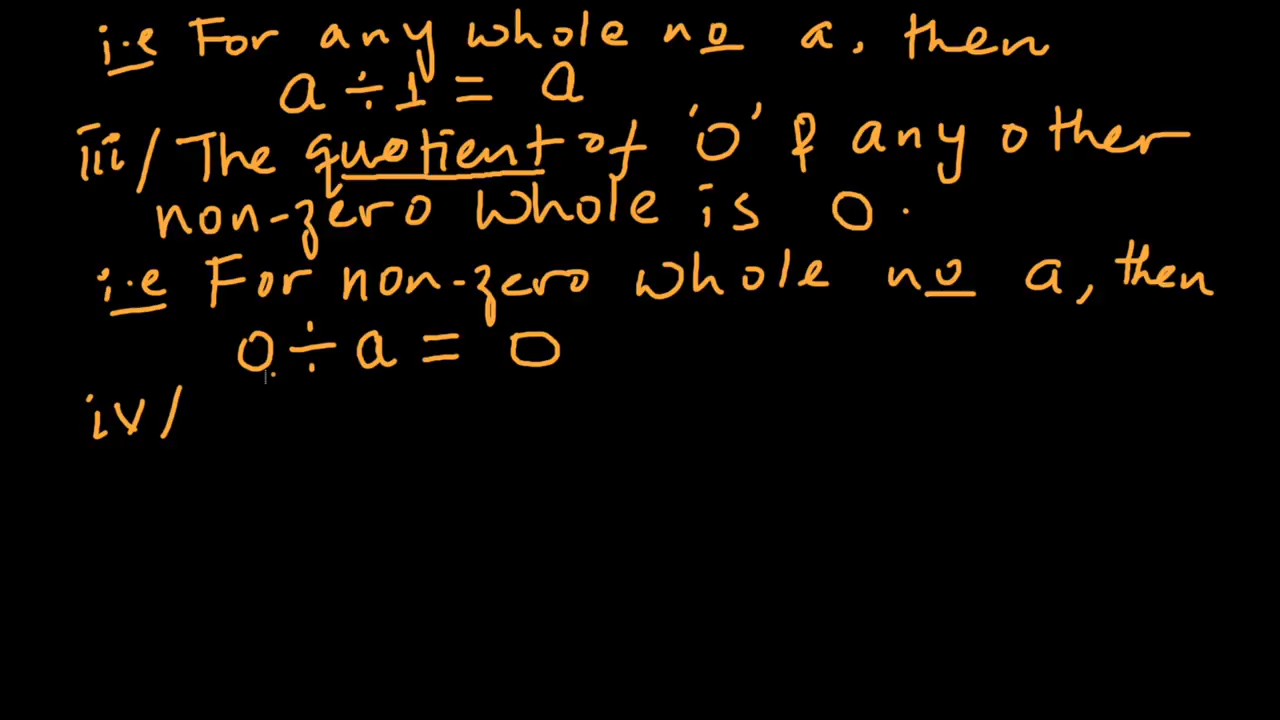 i.e For any whole no a, then
a ÷ 1 = a
iii/ The quotient of '0' & any other
non-zero whole is 0.
i.e For non-zero whole no a, then
0 ÷ a = 0
iv/